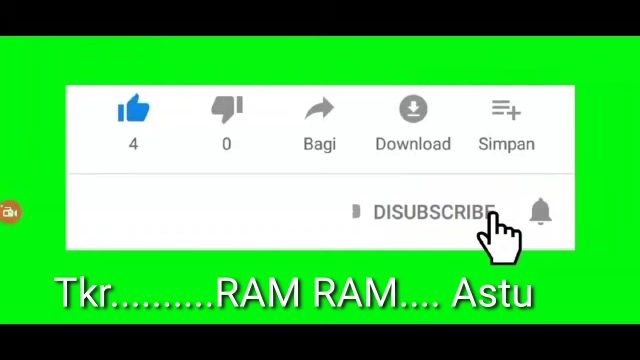 4 0 Bagi Download Simpan
DISUBSCRIBE
Tkr..........RAM RAM.... Astu